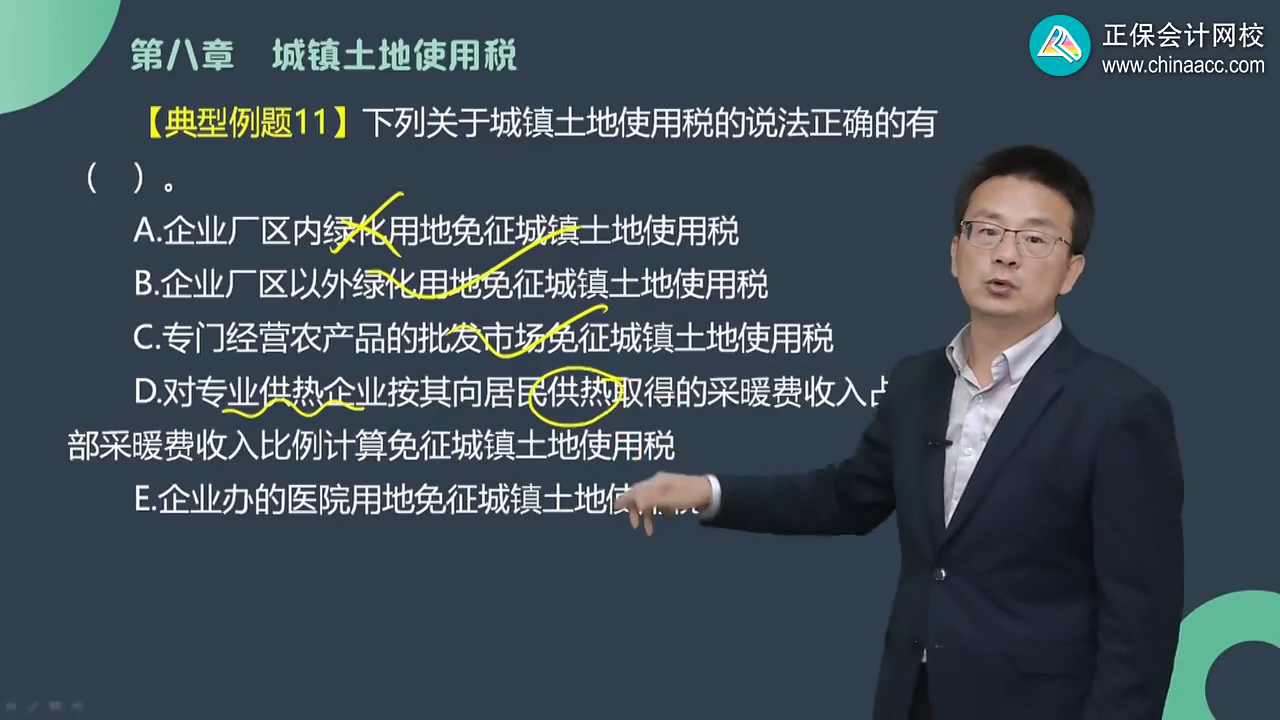 第八章 城镇土地使用税
正保会计网校
www.chinaacc.com
【典型例题11】下列关于城镇土地使用税的说法正确的有
( )。
A.企业厂区内绿化用地免征城镇土地使用税
B.企业厂区以外绿化用地免征城镇土地使用税
C.专门经营农产品的批发市场免征城镇土地使用税
D.对专业供热企业按其向居民供热取得的采暖费收入
部采暖费收入比例计算免征城镇土地使用税
E.企业办的医院用地免征城镇土地使用税